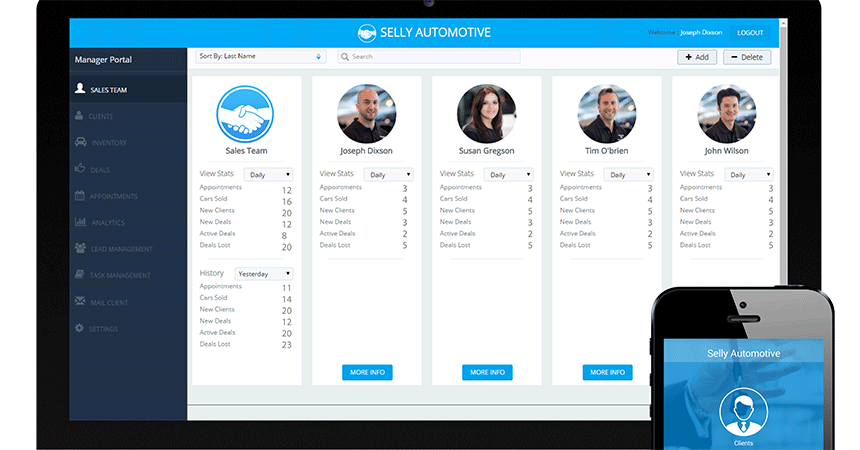 SELLY AUTOMOTIVE
Welcome Joseph Dixson LOGOUT
Manager Portal
Sort By: Last Name
Search
Add
Delete
SALES TEAM
CLIENTS
INVENTORY
DEALS
APPOINTMENTS
ANALYTICS
LEAD MANAGEMENT
TASK MANAGEMENT
MAIL CLIENT
SETTINGS
Sales Team
View Stats Daily
Appointments 12
Cars Sold 16
New Clients 20
New Deals 12
Active Deals 8
Deals Lost 20
History Yesterday
Appointments 11
Cars Sold 14
New Clients 20
New Deals 12
Active Deals 20
Deals Lost 23
Joseph Dixson
View Stats Daily
Appointments 3
Cars Sold 4
New Clients 5
New Deals 3
Active Deals 2
Deals Lost 5
MORE INFO
Susan Gregson
View Stats Daily
Appointments 3
Cars Sold 4
New Clients 5
New Deals 3
Active Deals 2
Deals Lost 5
MORE INFO
Tim O'brien
View Stats Daily
Appointments 3
Cars Sold 4
New Clients 5
New Deals 3
Active Deals 2
Deals Lost 5
MORE INFO
John Wilson
View Stats Daily
Appointments 3
Cars Sold 4
New Clients 5
New Deals 3
Active Deals 2
Deals Lost 5
Selly Automotive
Clients